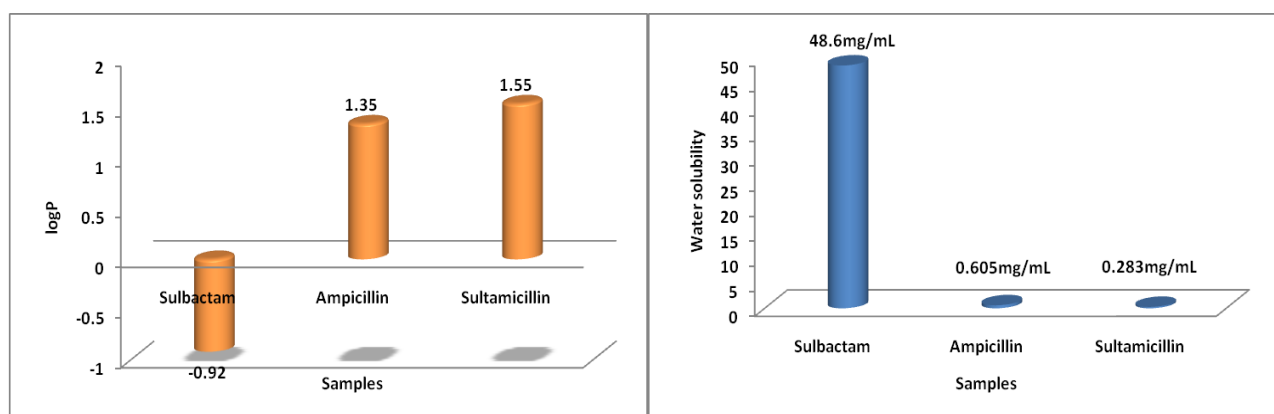 2
1.5
1
0.5
0
-0.5
-1
logP
1.35
1.55
-0.92
Sulbactam Ampicillin Sultamicillin
Samples
48.6mg/mL
50
45
40
35
30
25
20
15
10
5
0
Water solubility
0.605mg/mL
0.283mg/mL
Sulbactam Ampicillin Sultamicillin
Samples